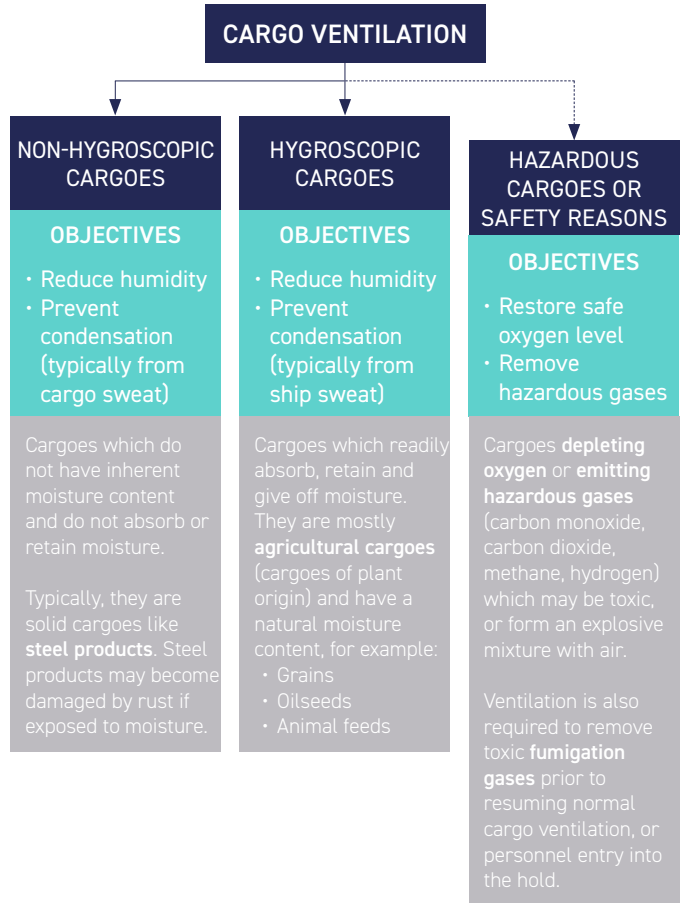 CARGO VENTILATION
NON-HYGROSCOPIC
CARGOES
OBJECTIVES
· Reduce humidity
· Prevent
condensation
(typically from
cargo sweat)
Cargoes which do
not have inherent
moisture content
and do not absorb or
retain moisture.
Typically, they are
solid cargoes like
steel products. Steel
products may become
damaged by rust if
exposed to moisture.
HYGROSCOPIC
CARGOES
OBJECTIVES
· Reduce humidity
· Prevent
condensation
(typically from
ship sweat)
Cargoes which readily
absorb, retain and
give off moisture.
They are mostly
agricultural cargoes
(cargoes of plant
origin) and have a
natural moisture
content, for example:
· Grains
· Oilseeds
· Animal feeds
HAZARDOUS
CARGOES OR
SAFETY REASONS
OBJECTIVES
· Restore safe
oxygen level
· Remove
hazardous gases
Cargoes depleting
oxygen or emitting
hazardous gases
(carbon monoxide,
carbon dioxide,
methane, hydrogen)
which may be toxic,
or form an explosive
mixture with air.
Ventilation is also
required to remove
toxic fumigation
gases prior to
resuming normal
cargo ventilation, or
personnel entry into
the hold.